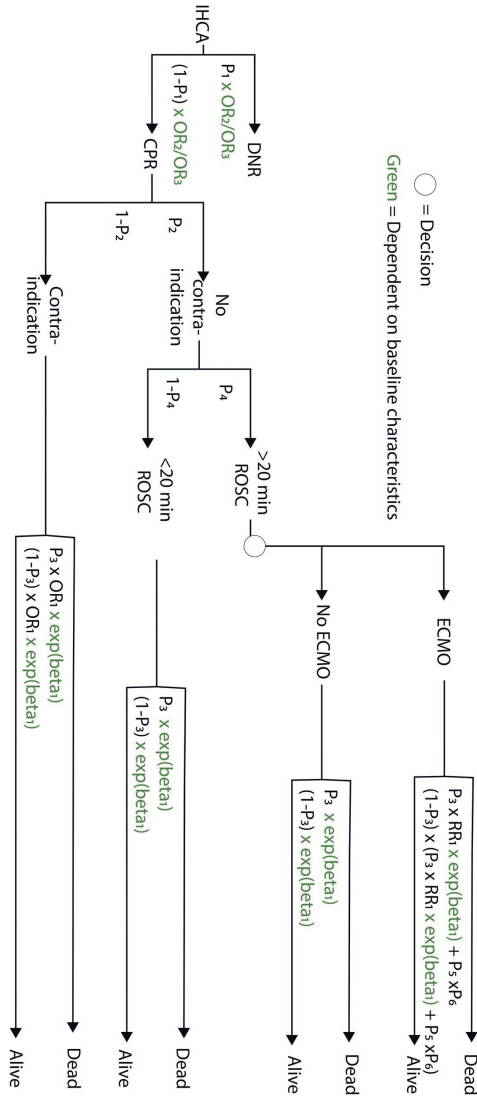 ○ = Decision
Green = Dependent on baseline characteristics
IHCA
P₁ x OR₂/OR₃
(1-P₁) x OR₂/OR₃
DNR
CPR
P₂
1-P₂
No
contra-
indication
Contra-
indication
P₄
1-P₄
>20 min
ROSC
<20 min
ROSC
ECMO
No ECMO
P₃ x RR₁ x exp(beta₁) + P₅ xP₆
(1-P₃) x (P₃ x RR₁ x exp(beta₁) + P₅ xP₆)
Dead
Alive
P₃ x exp(beta₁)
(1-P₃) x exp(beta₁)
Dead
Alive
P₃ x exp(beta₁)
(1-P₃) x exp(beta₁)
Dead
Alive
P₃ x OR₁ x exp(beta₁)
(1-P₃) x OR₁ x exp(beta₁)
Dead
Alive